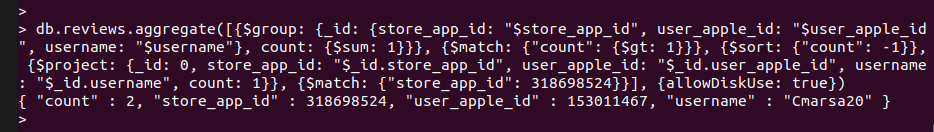 >
> db.reviews.aggregate([{$group: {_id: {store_app_id: "$store_app_id", user_apple_id: "$user_apple_id
", username: "$username"}, count: {$sum: 1}}}, {$match: {"count": {$gt: 1}}}, {$sort: {"count": -1}},
 {$project: {_id: 0, store_app_id: "$_id.store_app_id", user_apple_id: "$_id.user_apple_id", username
: "$_id.username", count: 1}}, {$match: {"store_app_id": 318698524}}], {allowDiskUse: true})
{ "count" : 2, "store_app_id" : 318698524, "user_apple_id" : 153011467, "username" : "Cmarsa20" }
>